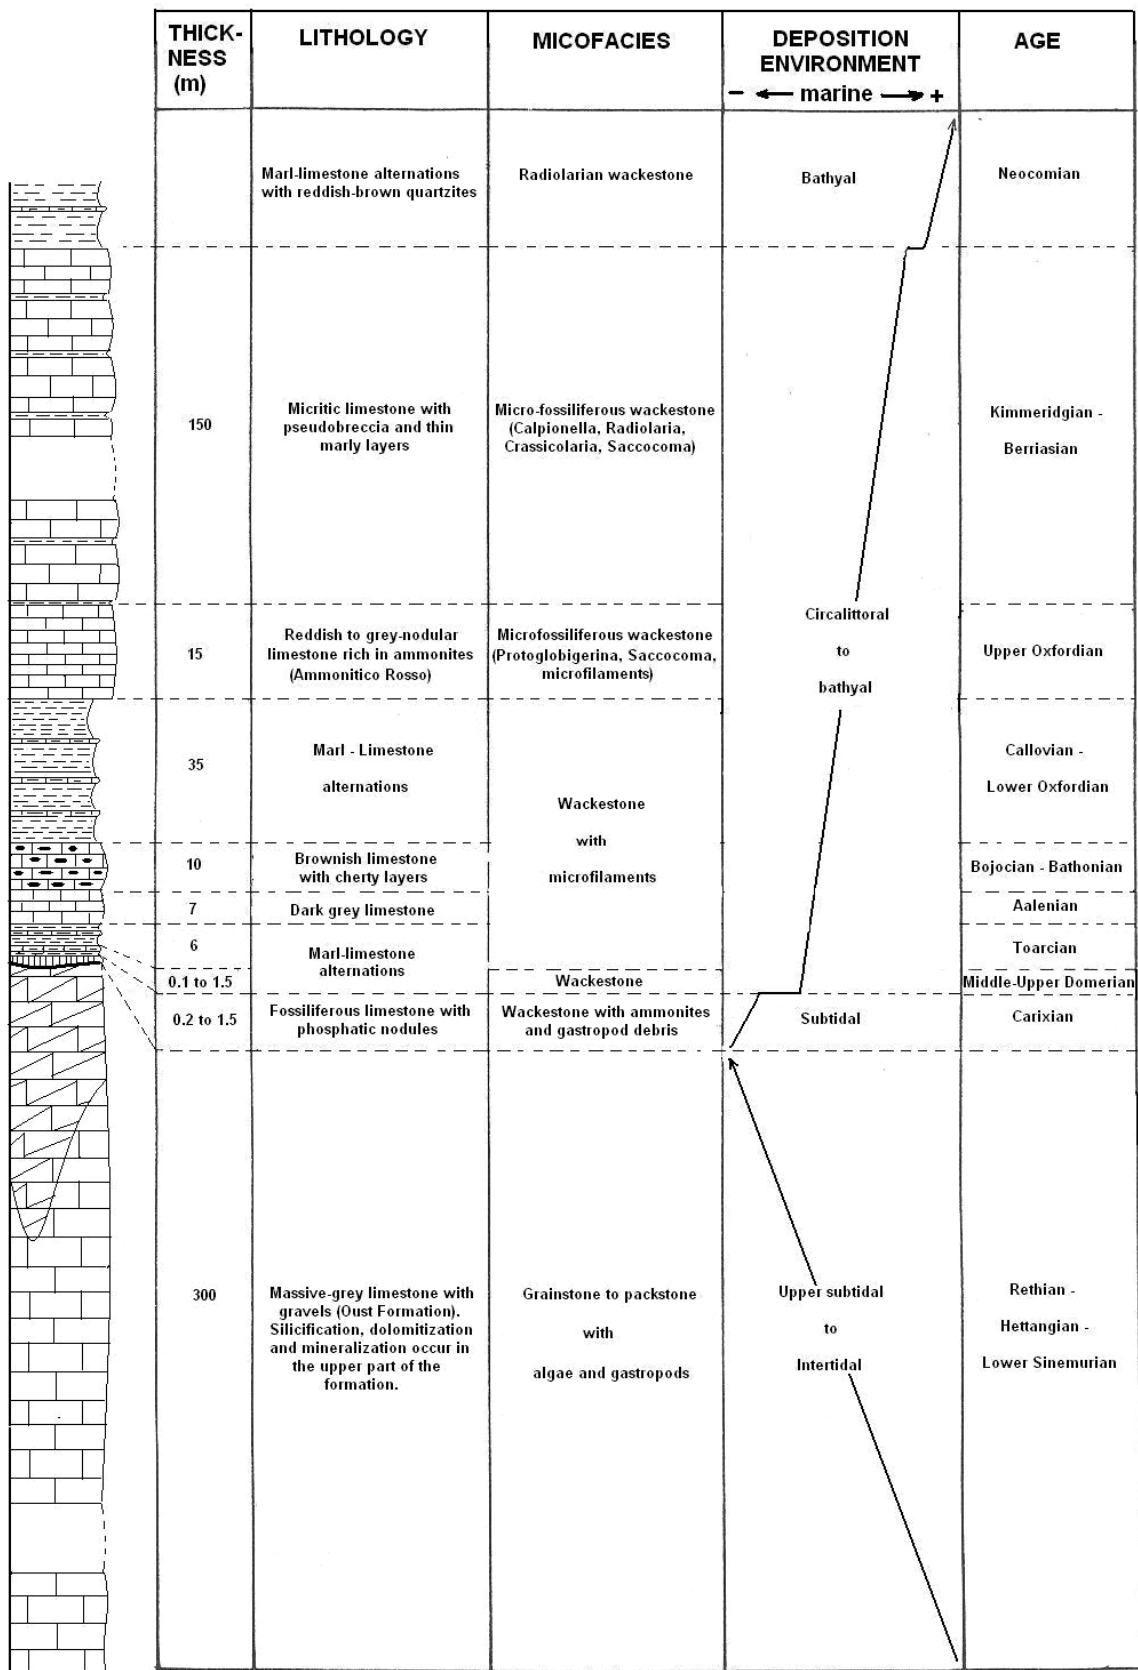 THICK-
NESS
(m)
LITHOLOGY
MICOFACIES
DEPOSITION
ENVIRONMENT
- marine +
AGE
Marl-limestone alternations
with reddish-brown quartzites
Radiolarian wackestone
Bathyal
Neocomian
150
Micritic limestone with
pseudobreccia and thin
marly layers
Micro-fossiliferous wackestone
(Calpionella, Radiolaria,
Crassicolaria, Saccocoma)
Kimmeridgian -
Berriasian
15
Reddish to grey-nodular
limestone rich in ammonites
(Ammonitico Rosso)
Microfossiliferous wackestone
(Protoglobigerina, Saccocoma,
microfilaments)
Circalittoral
to
bathyal
Upper Oxfordian
35
Marl - Limestone
alternations
Wackestone
with
microfilaments
Callovian -
Lower Oxfordian
10
Brownish limestone
with cherty layers
Bojocian - Bathonian
7
Dark grey limestone
Aalenian
6
Marl-limestone
alternations
Toarcian
0.1 to 1.5
Wackestone
Middle-Upper Domerian
0.2 to 1.5
Fossiliferous limestone with
phosphatic nodules
Wackestone with ammonites
and gastropod debris
Subtidal
Carixian
300
Massive-grey limestone with
gravels (Oust Formation).
Silicification, dolomitization
and mineralization occur in
the upper part of the
formation.
Grainstone to packstone
with
algae and gastropods
Upper subtidal
to
Intertidal
Rethian -
Hettangian -
Lower Sinemurian